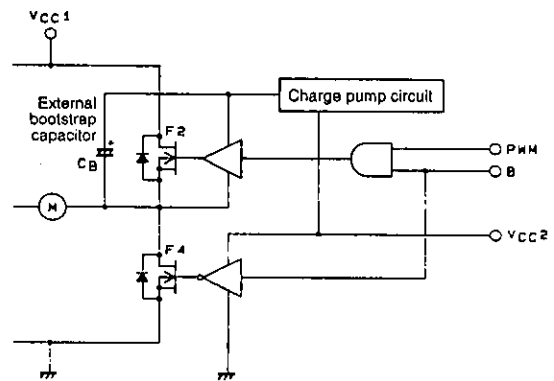 VCC1
External
bootstrap
capacitor
CB
+
F2
Charge pump circuit
PWM
B
M
VCC2
F4